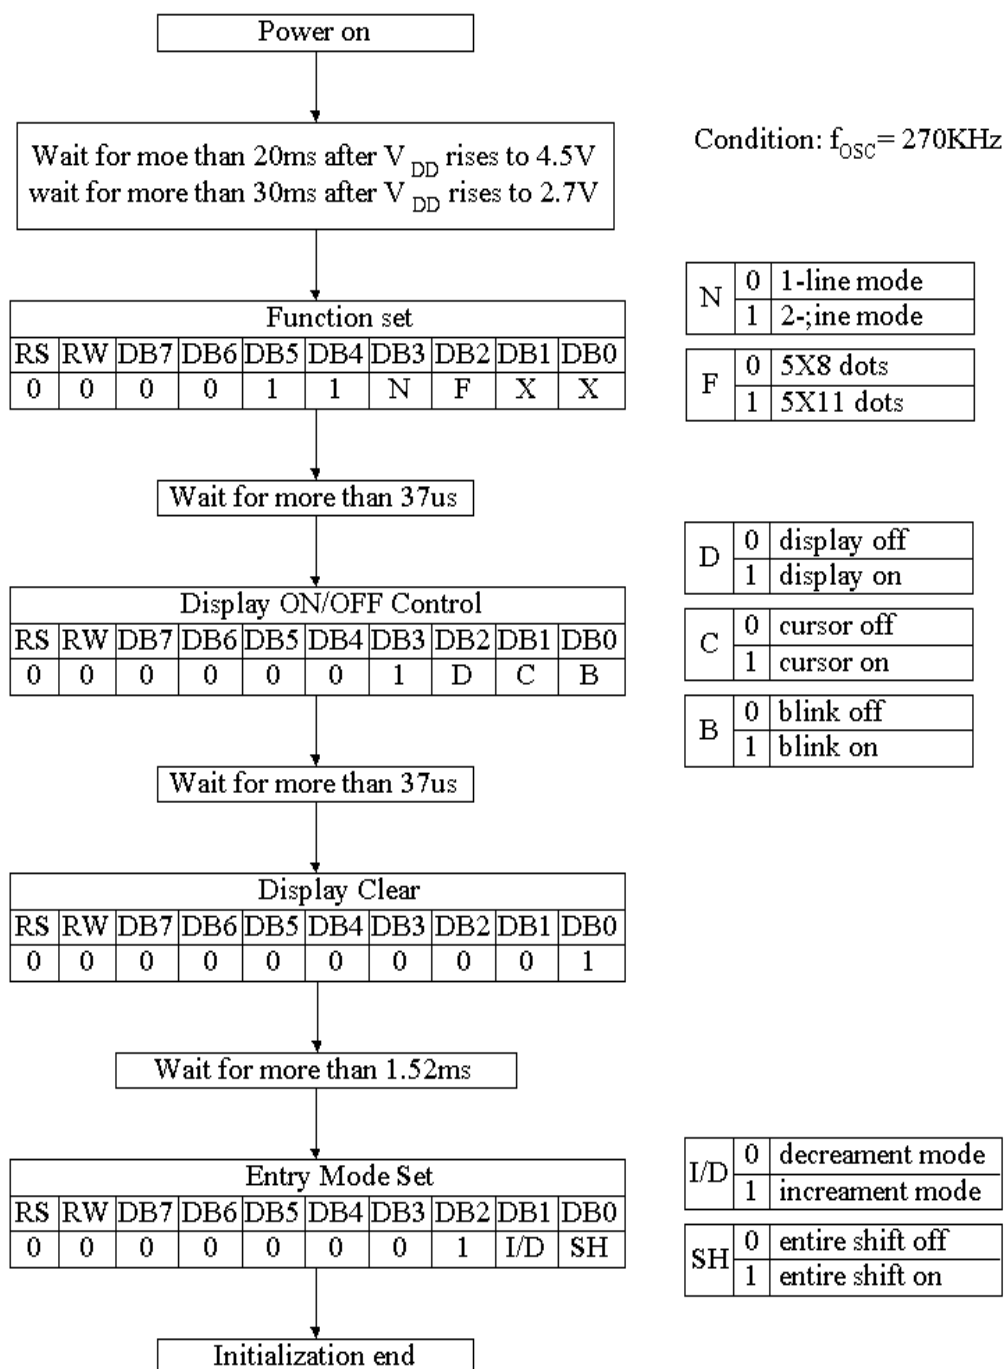 Power on
Wait for moe than 20ms after V DD rises to 4.5V
wait for more than 30ms after V DD rises to 2.7V
Condition: fOSC= 270KHz
Function set
RS RW DB7 DB6 DB5 DB4 DB3 DB2 DB1 DB0
0 0 0 0 1 1 N F X X
N 0 1-line mode
1 2-;ine mode
F 0 5X8 dots
1 5X11 dots
Wait for more than 37us
Display ON/OFF Control
RS RW DB7 DB6 DB5 DB4 DB3 DB2 DB1 DB0
0 0 0 0 0 0 1 D C B
D 0 display off
1 display on
C 0 cursor off
1 cursor on
B 0 blink off
1 blink on
Wait for more than 37us
Display Clear
RS RW DB7 DB6 DB5 DB4 DB3 DB2 DB1 DB0
0 0 0 0 0 0 0 0 0 1
Wait for more than 1.52ms
Entry Mode Set
RS RW DB7 DB6 DB5 DB4 DB3 DB2 DB1 DB0
0 0 0 0 0 0 0 1 I/D SH
I/D 0 decreament mode
1 increament mode
SH 0 entire shift off
1 entire shift on
Initialization end